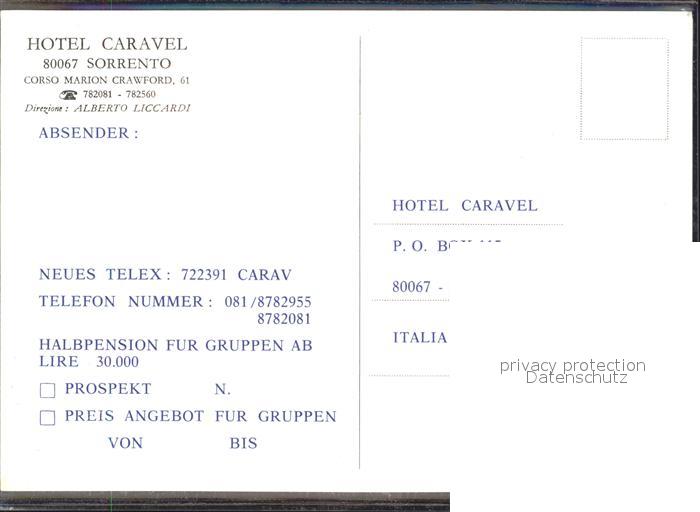 HOTEL CARAVEL
80067 SORRENTO
CORSO MARION CRAWFORD, 61
☎ 782081 - 782560
Direzione : ALBERTO LICCARDI
ABSENDER :
NEUES TELEX : 722391 CARAV
TELEFON NUMMER : 081/8782955
8782081
HALBPENSION FUR GRUPPEN AB
LIRE 30.000
PROSPEKT N.
PREIS ANGEBOT FUR GRUPPEN
VON BIS
HOTEL CARAVEL
P. O.
80067 -
ITALIA
privacy protection
Datenschutz